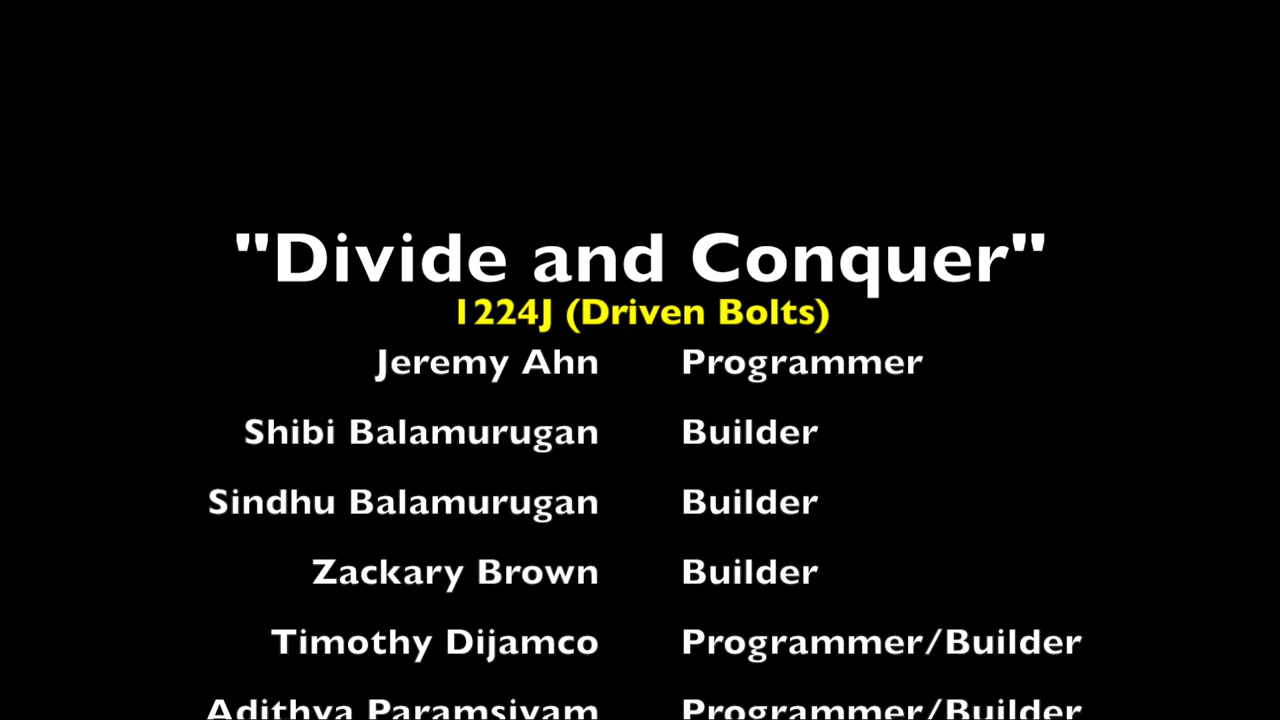 "Divide and Conquer"
1224J (Driven Bolts)
Jeremy Ahn Programmer
Shibi Balamurugan Builder
Sindhu Balamurugan Builder
Zackary Brown Builder
Timothy Dijamco Programmer/Builder
Adithya Paramsivam Programmer/Builder